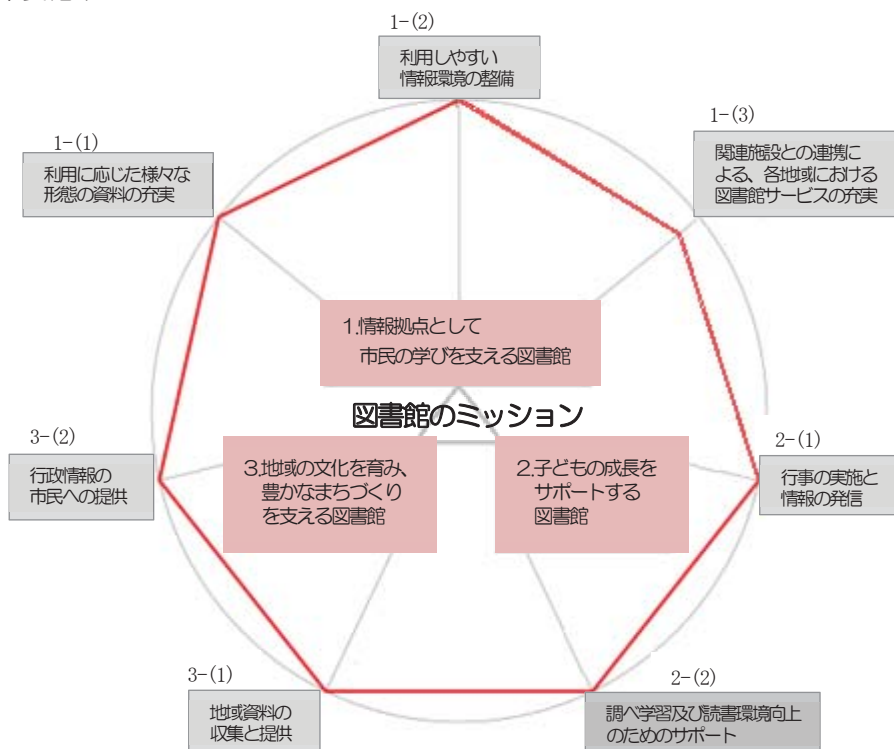 1-(2)
利用しやすい
情報環境の整備
1-(3)
関連施設との連携に
よる、各地域における
図書館サービスの充実
1-(1)
利用に応じた様々な
形態の資料の充実
1.情報拠点として
市民の学びを支える図書館
図書館のミッション
3.地域の文化を育み、
豊かなまちづくり
を支える図書館
2.子どもの成長を
サポートする
図書館
3-(2)
行政情報の
市民への提供
2-(1)
行事の実施と
情報の発信
3-(1)
地域資料の
収集と提供
2-(2)
調べ学習及び読書環境向上
のためのサポート